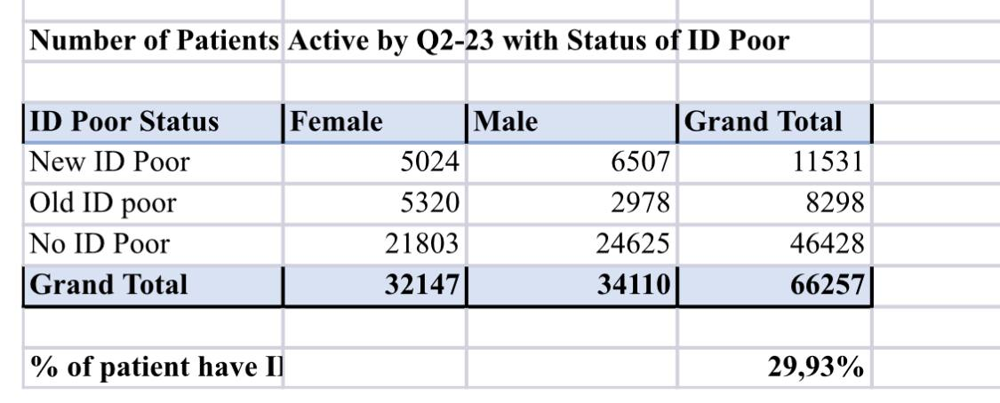 Number of Patients Active by Q2-23 with Status of ID Poor
ID Poor Status Female Male Grand Total
New ID Poor 5024 6507 11531
Old ID poor 5320 2978 8298
No ID Poor 21803 24625 46428
Grand Total 32147 34110 66257
% of patient have 29,93%